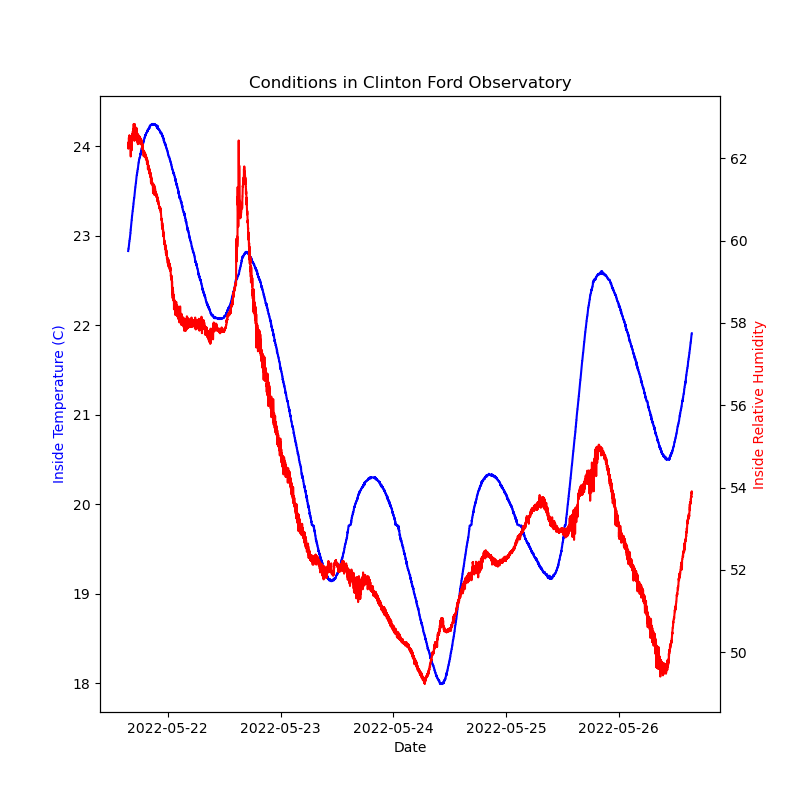 Conditions in Clinton Ford Observatory
Inside Temperature (C)
24
23
22
21
20
19
18
62
60
58
56
54
52
50
Inside Relative Humidity
2022-05-22 2022-05-23 2022-05-24 2022-05-25 2022-05-26
Date